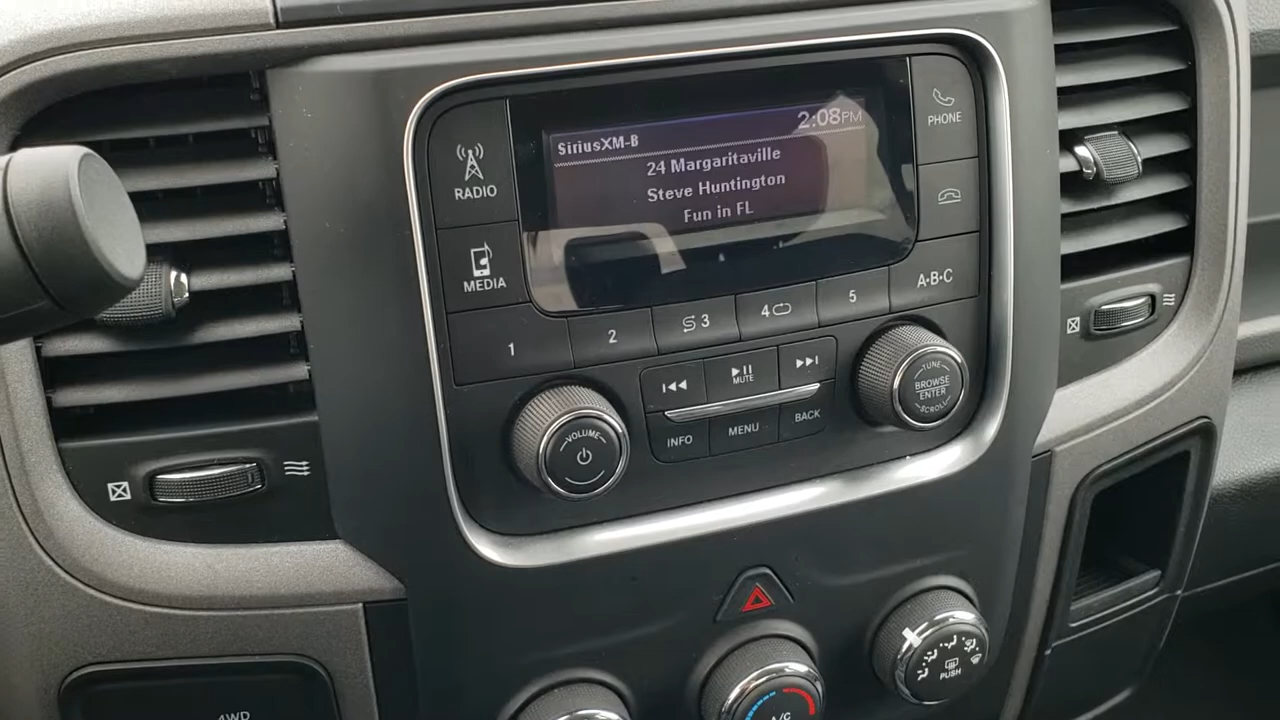 2:08PM
SiriusXM-B
24 Margaritaville
Steve Huntington
Fun in FL
RADIO
MEDIA
PHONE
1
2
3
4
5
A·B·C
MUTE
INFO
MENU
BACK
VOLUME
TUNE
BROWSE
ENTER
SCROLL
PUSH
A/C
4WD